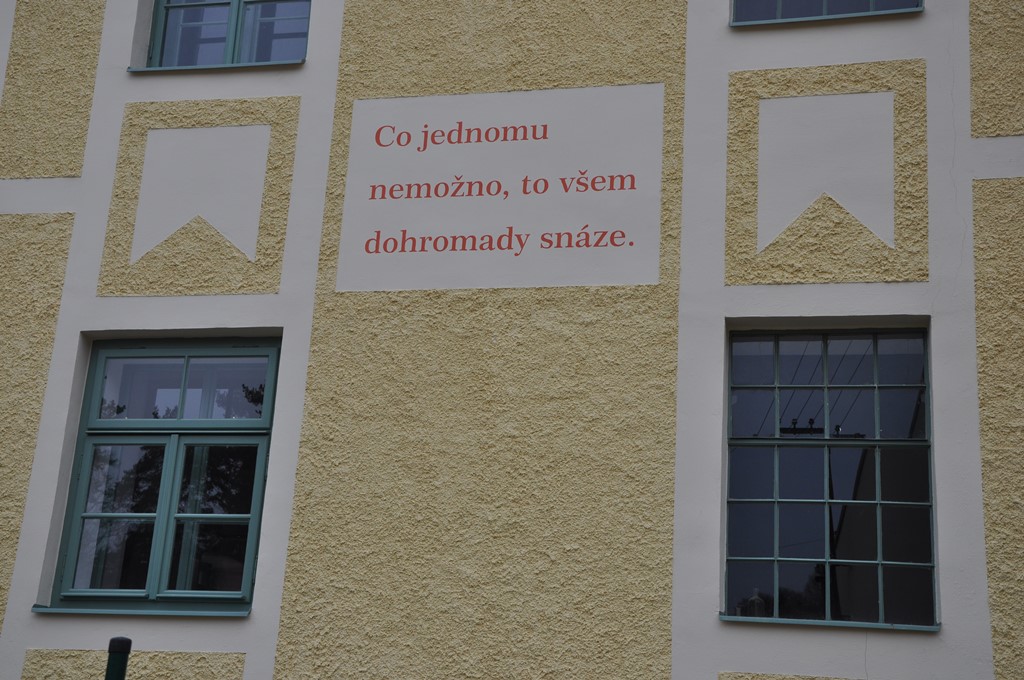 Co jednomu
nemožno, to všem
dohromady snáze.